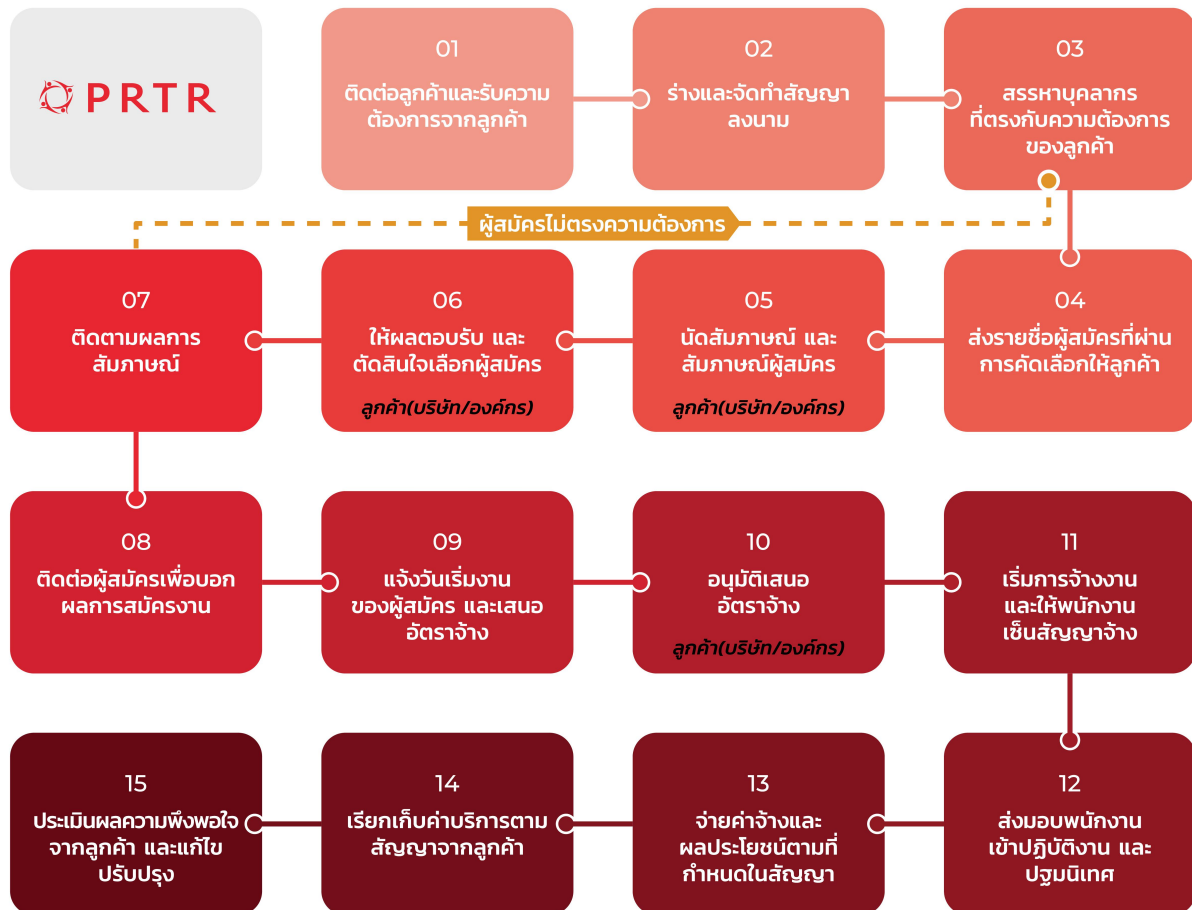 PRTR
01
ติดต่อลูกค้าและรับความ
ต้องการจากลูกค้า
02
ร่างและจัดทำสัญญา
ลงนาม
03
สรรหาบุคลากร
ที่ตรงกับความต้องการ
ของลูกค้า
ผู้สมัครไม่ตรงความต้องการ
04
ส่งรายชื่อผู้สมัครที่ผ่าน
การคัดเลือกให้ลูกค้า
05
นัดสัมภาษณ์ และ
สัมภาษณ์ผู้สมัคร
ลูกค้า(บริษัท/องค์กร)
06
ให้ผลตอบรับ และ
ตัดสินใจเลือกผู้สมัคร
ลูกค้า(บริษัท/องค์กร)
07
ติดตามผลการ
สัมภาษณ์
08
ติดต่อผู้สมัครเพื่อบอก
ผลการสมัครงาน
09
แจ้งวันเริ่มงาน
ของผู้สมัคร และเสนอ
อัตราจ้าง
10
อนุมัติเสนอ
อัตราจ้าง
ลูกค้า(บริษัท/องค์กร)
11
เริ่มการจ้างงาน
และให้พนักงาน
เซ็นสัญญาจ้าง
12
ส่งมอบพนักงาน
เข้าปฏิบัติงาน และ
ปฐมนิเทศ
13
จ่ายค่าจ้างและ
ผลประโยชน์ตามที่
กำหนดในสัญญา
14
เรียกเก็บค่าบริการตาม
สัญญาจากลูกค้า
15
ประเมินผลความพึงพอใจ
จากลูกค้า และแก้ไข
ปรับปรุง